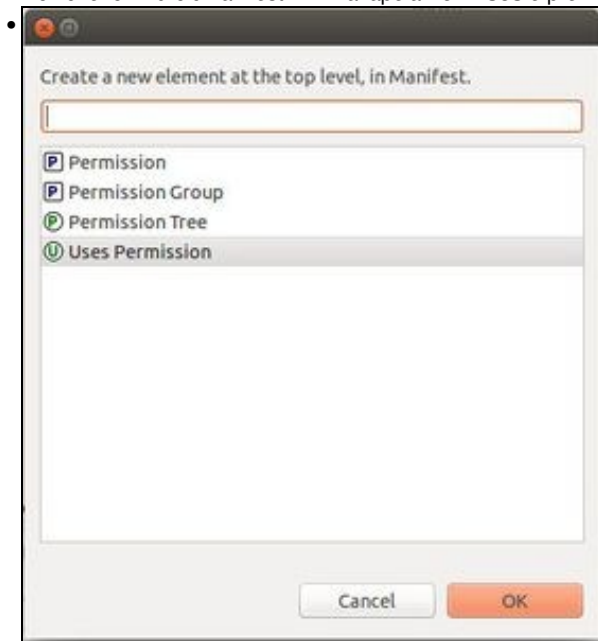 Create a new element at the top level, in Manifest.
P Permission
P Permission Group
P Permission Tree
U Uses Permission
Cancel OK